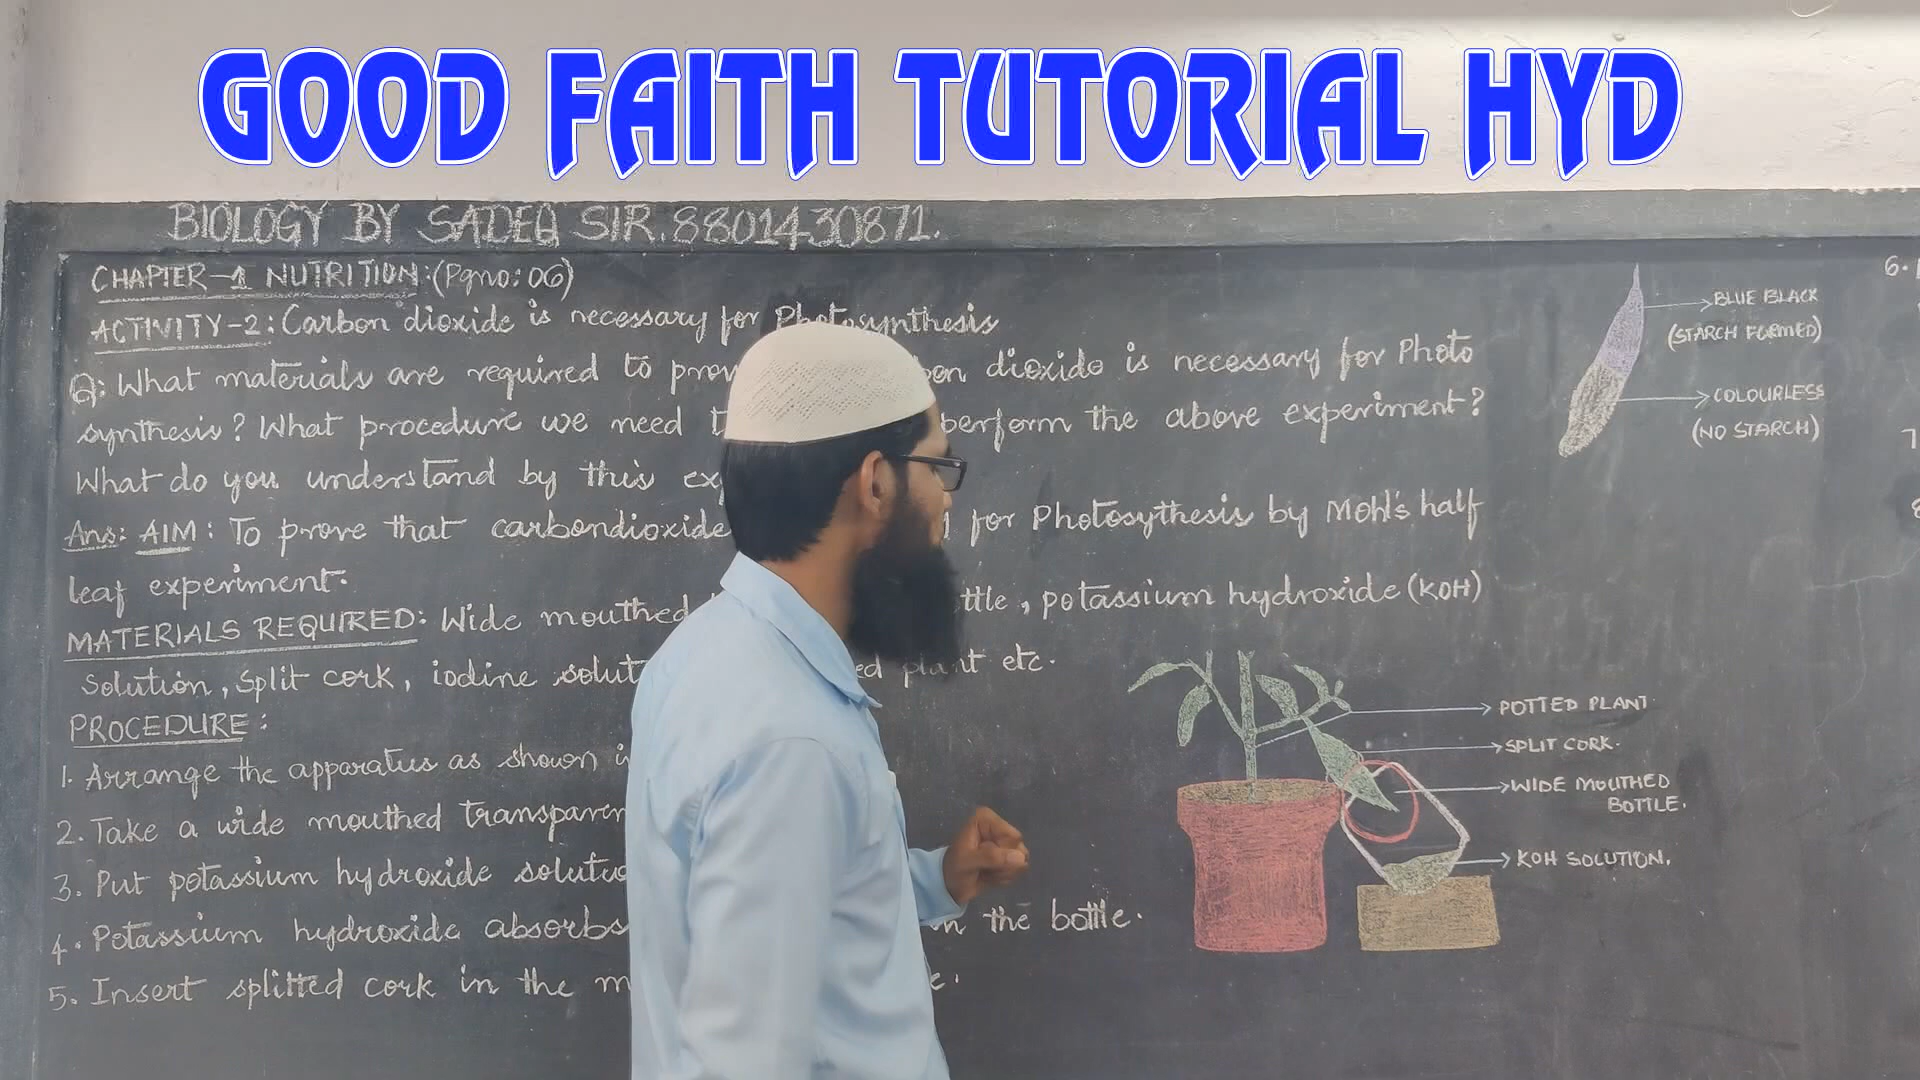 GOOD FAITH TUTORIAL HYD
BIOLOGY BY SADEQ SIR. 8801430871.
CHAPTER-1 NUTRITION: (Pgno: 06)
ACTIVITY-2: Carbon dioxide is necessary for Photosynthesis
Q: What materials are required to dioxide is necessary for Photo
synthesis? What procedure we need perform the above experiment?
What do you understand by this
Ans: AIM: To prove that carbondioxide for Photosythesis by Mohl's half
leaf experiment.
MATERIALS REQUIRED: Wide mouthed potassium hydroxide (KOH)
Solution, Split cork, iodine plant etc.
PROCEDURE:
1. Arrange the apparatus as shown
2. Take a wide mouthed
3. Put potassium hydroxide
4. Potassium hydroxide absorbs the bottle.
5. Insert splitted cork in the
BLUE BLACK
(STARCH FORMED)
COLOURLESS
(NO STARCH)
POTTED PLANT.
SPLIT CORK.
WIDE MOUTHED
BOTTLE.
KOH SOLUTION.
6.
7